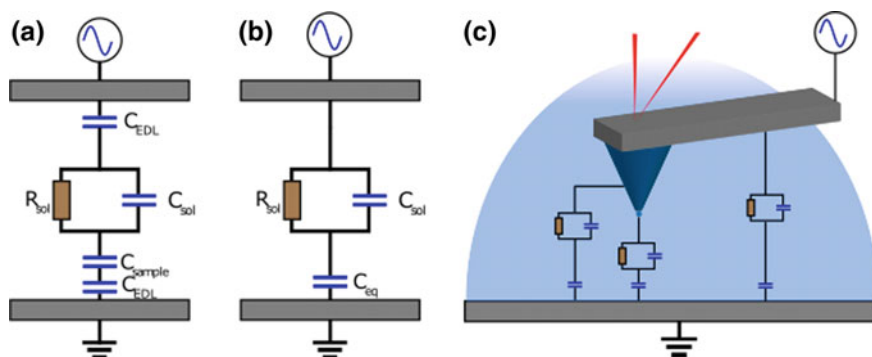 (a)
C_EDL
R_sol
C_sol
C_sample
C_EDL
(b)
R_sol
C_sol
C_eq
(c)